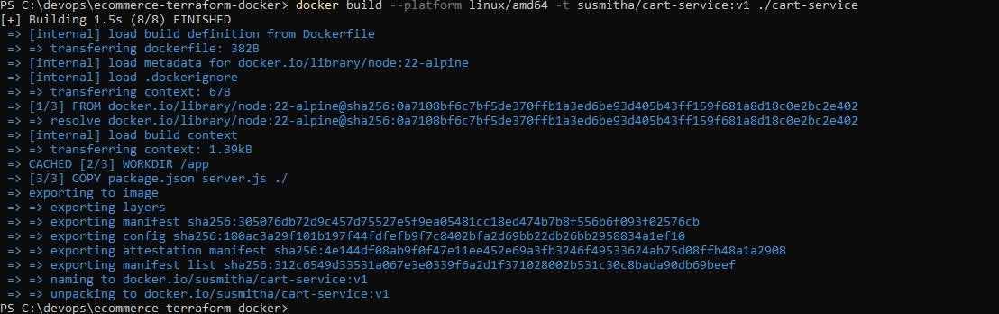 PS C:\devops\ecommerce-terraform-docker> docker build --platform linux/amd64 -t susmitha/cart-service:v1 ./cart-service
[+] Building 1.5s (8/8) FINISHED
=> [internal] load build definition from Dockerfile
=> => transferring dockerfile: 382B
=> [internal] load metadata for docker.io/library/node:22-alpine
=> [internal] load .dockerignore
=> => transferring context: 67B
=> [1/3] FROM docker.io/library/node:22-alpine@sha256:0a7108bf6c7bf5de370ffb1a3ed6be93d405b43ff159f681a8d18c0e2bc2e402
=> => resolve docker.io/library/node:22-alpine@sha256:0a7108bf6c7bf5de370ffb1a3ed6be93d405b43ff159f681a8d18c0e2bc2e402
=> [internal] load build context
=> => transferring context: 1.39kB
=> CACHED [2/3] WORKDIR /app
=> [3/3] COPY package.json server.js ./
=> exporting to image
=> => exporting layers
=> => exporting manifest sha256:305076db72d9c457d75527e5f9ea05481cc18ed474b7b8f556b6f093f02576cb
=> => exporting config sha256:180ac3a29f101b197f44fdfefb9f7c8402bfa2d69bb22db26bb2958834a1ef10
=> => exporting attestation manifest sha256:4e144df08ab9f0f47e11ee452e69a3fb3246f49533624ab75d08ffb48a1a2908
=> => exporting manifest list sha256:312c6549d33531a067e3e0339f6a2d1f371028002b531c30c8bada90db69beef
=> => naming to docker.io/susmitha/cart-service:v1
=> => unpacking to docker.io/susmitha/cart-service:v1
PS C:\devops\ecommerce-terraform-docker>